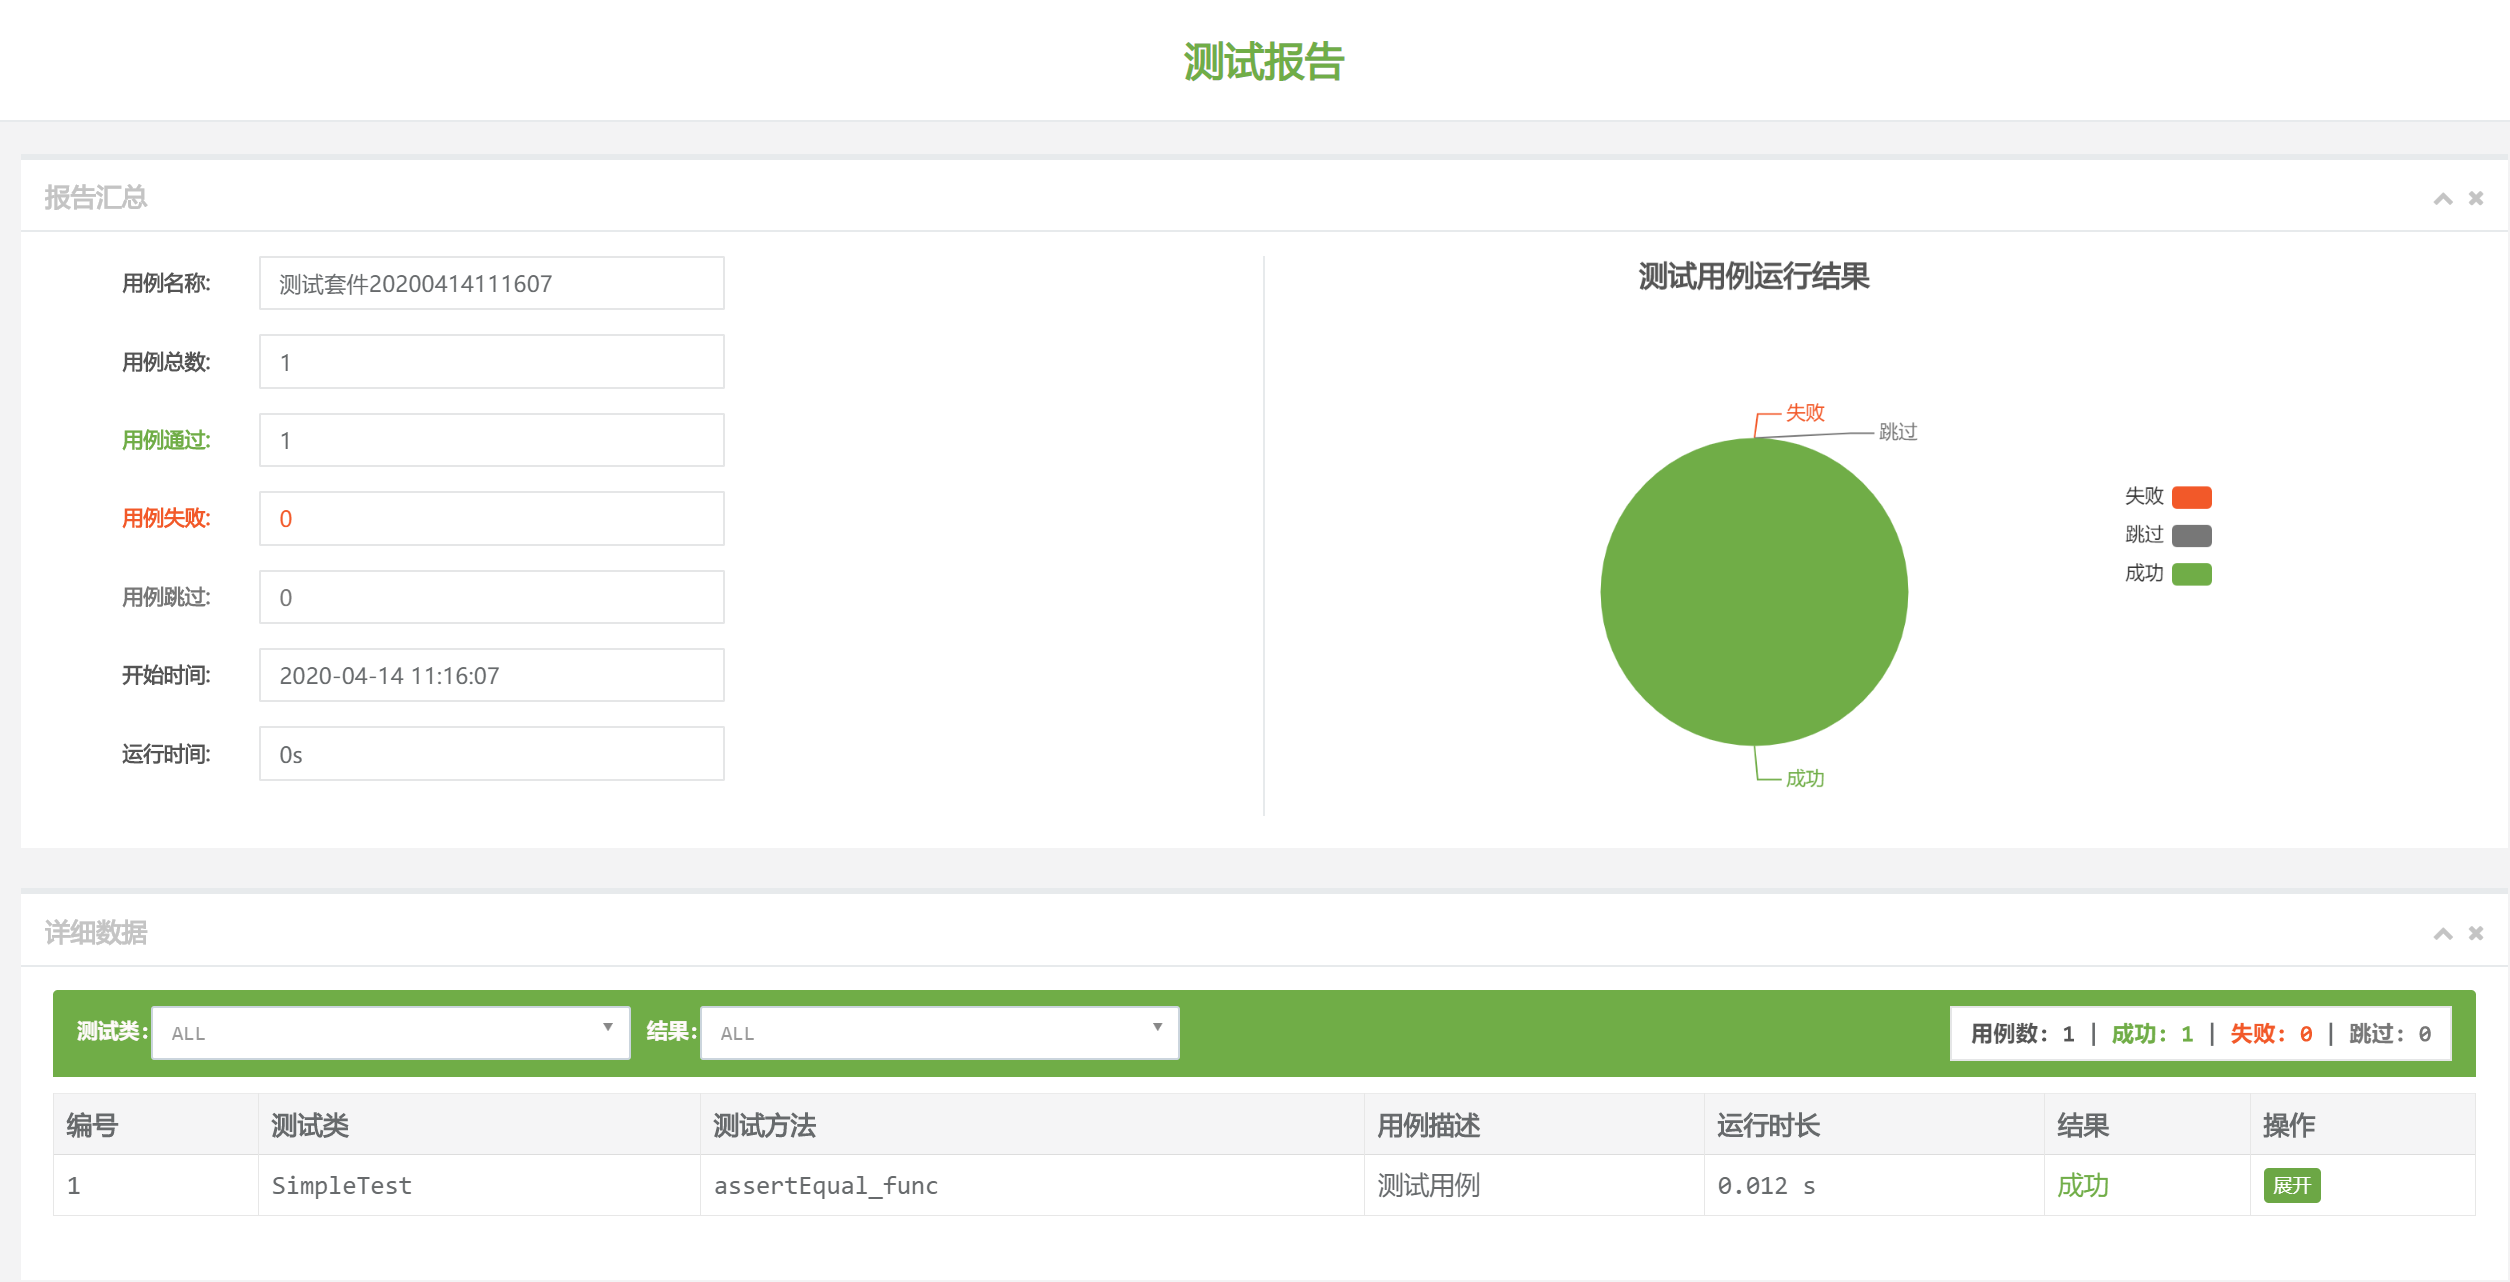 测试报告
报告汇总
用例名称: 测试套件20200414111607
用例总数: 1
用例通过: 1
用例失败: 0
用例跳过: 0
开始时间: 2020-04-14 11:16:07
运行时间: 0s
测试用例运行结果
失败
跳过
成功
失败
跳过
成功
详细数据
测试类: ALL 结果: ALL 用例数: 1 | 成功: 1 | 失败: 0 | 跳过: 0
编号 测试类 测试方法 用例描述 运行时长 结果 操作
1 SimpleTest assertEqual_func 测试用例 0.012 s 成功 展开